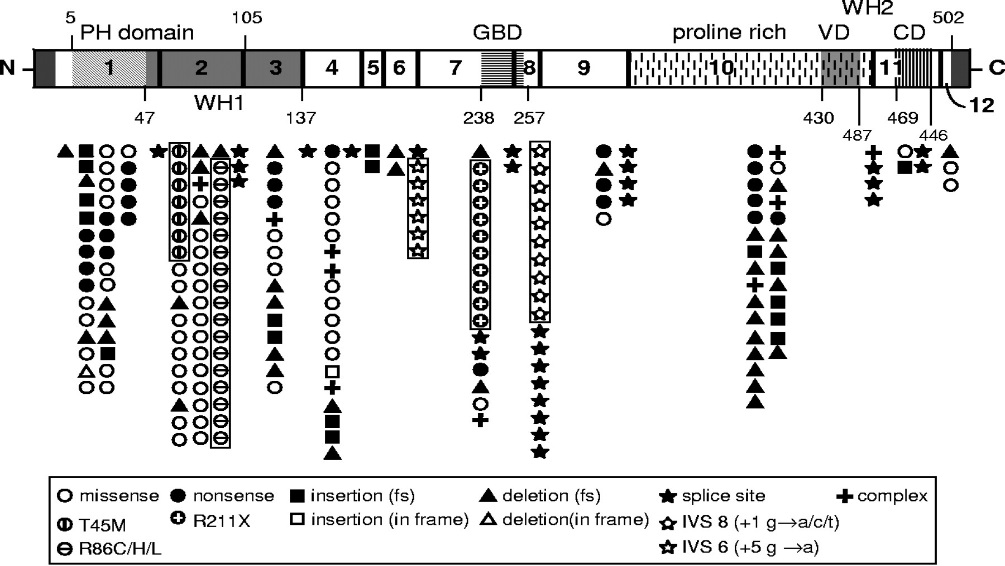 WH2
5 105 502
PH domain GBD proline rich VD CD
N 1 2 3 4 5 6 7 8 9 10 11 C
12
WH1
47 137 238 257 430 487 469 446
missense nonsense insertion (fs) deletion (fs) splice site complex
T45M R211X insertion (in frame) deletion(in frame) IVS 8 (+1 g→a/c/t)
R86C/H/L IVS 6 (+5 g →a)